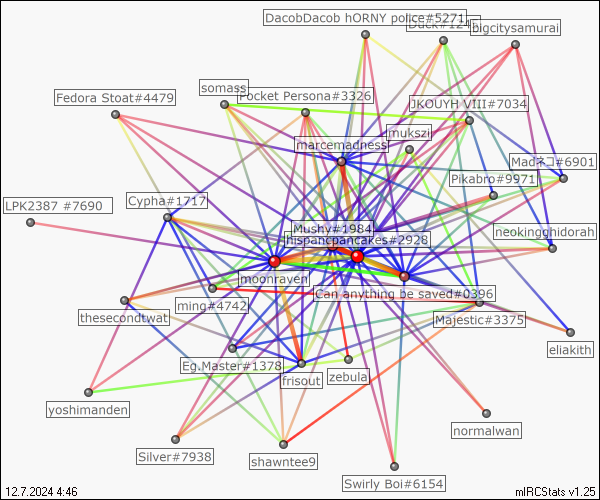 DacobDacob hORNY police#5271
bigcitysamurai
somass
Pocket Persona#3326
Fedora Stoat#4479
JKOUYH VIII#7034
mukszi
marcemadness
Madネコ#6901
Pikabro#9971
Cypha#1717
LPK2387 #7690
Mushy#1984
neokingghidorah
hispancpancakes#2928
moonraven
Can anything be saved#0396
ming#4742
thesecondtwat
Majestic#3375
eliakith
Eg.Master#1378
frisout
zebula
yoshimanden
normalwan
Silver#7938
shawntee9
Swirly Boi#6154
12.7.2024 4:46
mIRCStats v1.25